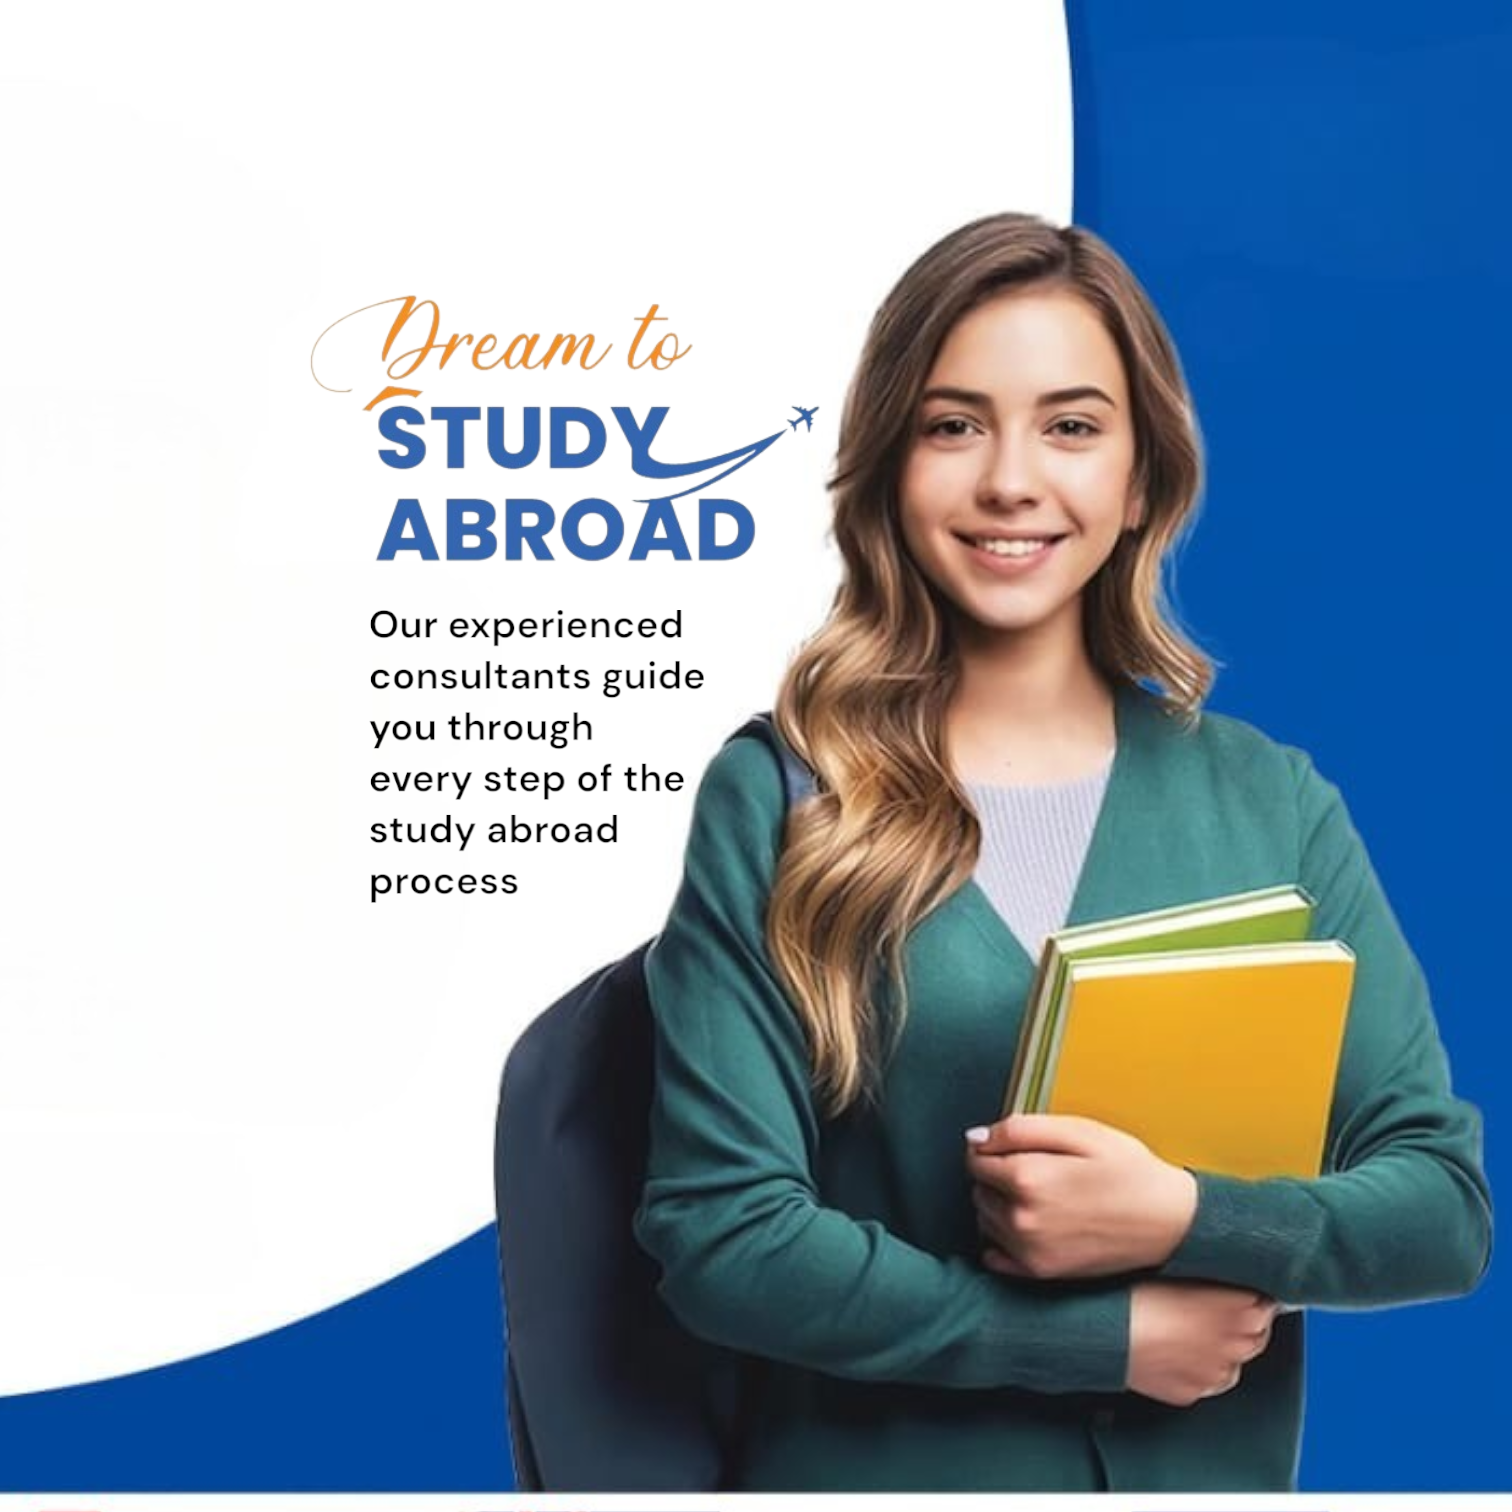 Dream to
STUDY
ABROAD
Our experienced
consultants guide
you through
every step of the
study abroad
process